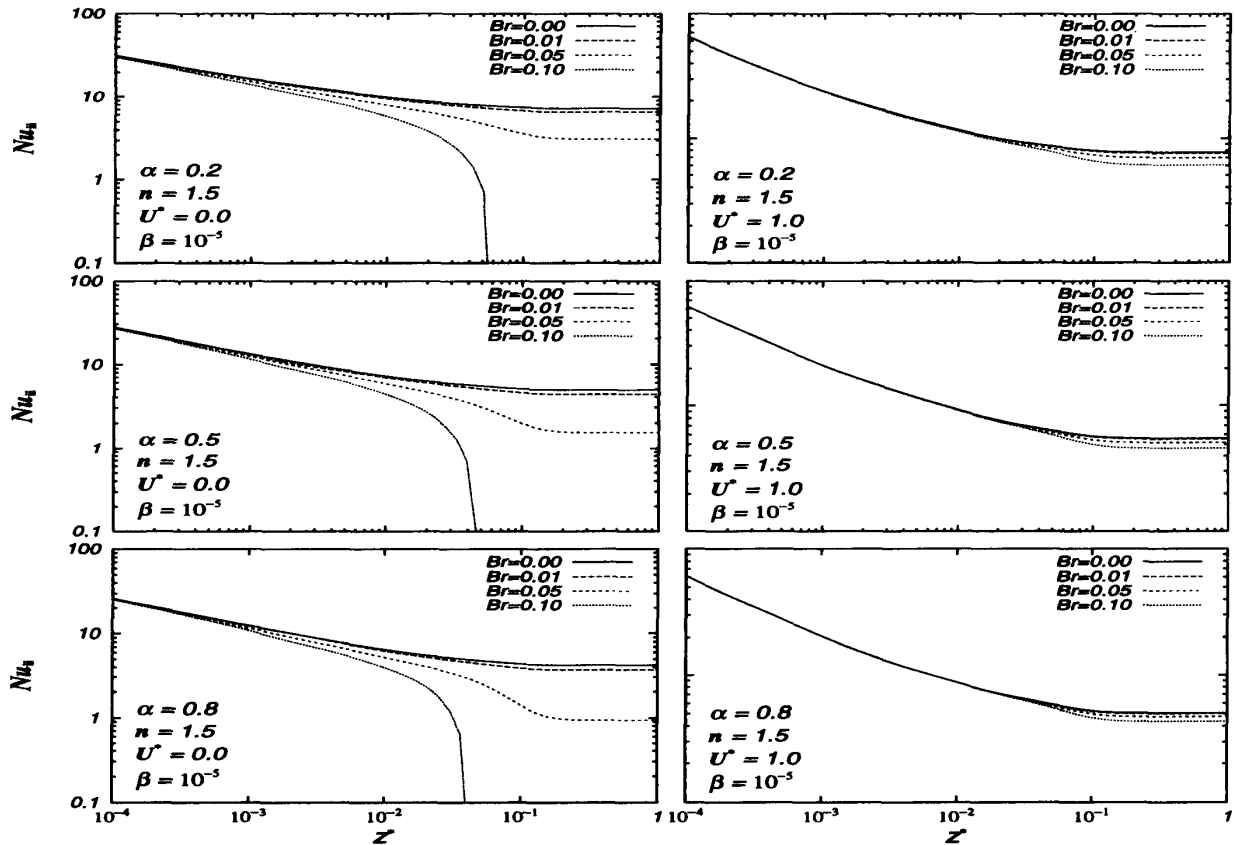 100
10
1
0.1
Nu_ii
Br=0.00
Br=0.01
Br=0.05
Br=0.10
α = 0.2
n = 1.5
U* = 0.0
β = 10⁻⁵
Br=0.00
Br=0.01
Br=0.05
Br=0.10
α = 0.2
n = 1.5
U* = 1.0
β = 10⁻⁵
100
10
1
0.1
Nu_ii
Br=0.00
Br=0.01
Br=0.05
Br=0.10
α = 0.5
n = 1.5
U* = 0.0
β = 10⁻⁵
Br=0.00
Br=0.01
Br=0.05
Br=0.10
α = 0.5
n = 1.5
U* = 1.0
β = 10⁻⁵
100
10
1
0.1
Nu_ii
Br=0.00
Br=0.01
Br=0.05
Br=0.10
α = 0.8
n = 1.5
U* = 0.0
β = 10⁻⁵
Br=0.00
Br=0.01
Br=0.05
Br=0.10
α = 0.8
n = 1.5
U* = 1.0
β = 10⁻⁵
10⁻⁴ 10⁻³ 10⁻² 10⁻¹ 1
10⁻⁴ 10⁻³ 10⁻² 10⁻¹ 1
Z* Z*